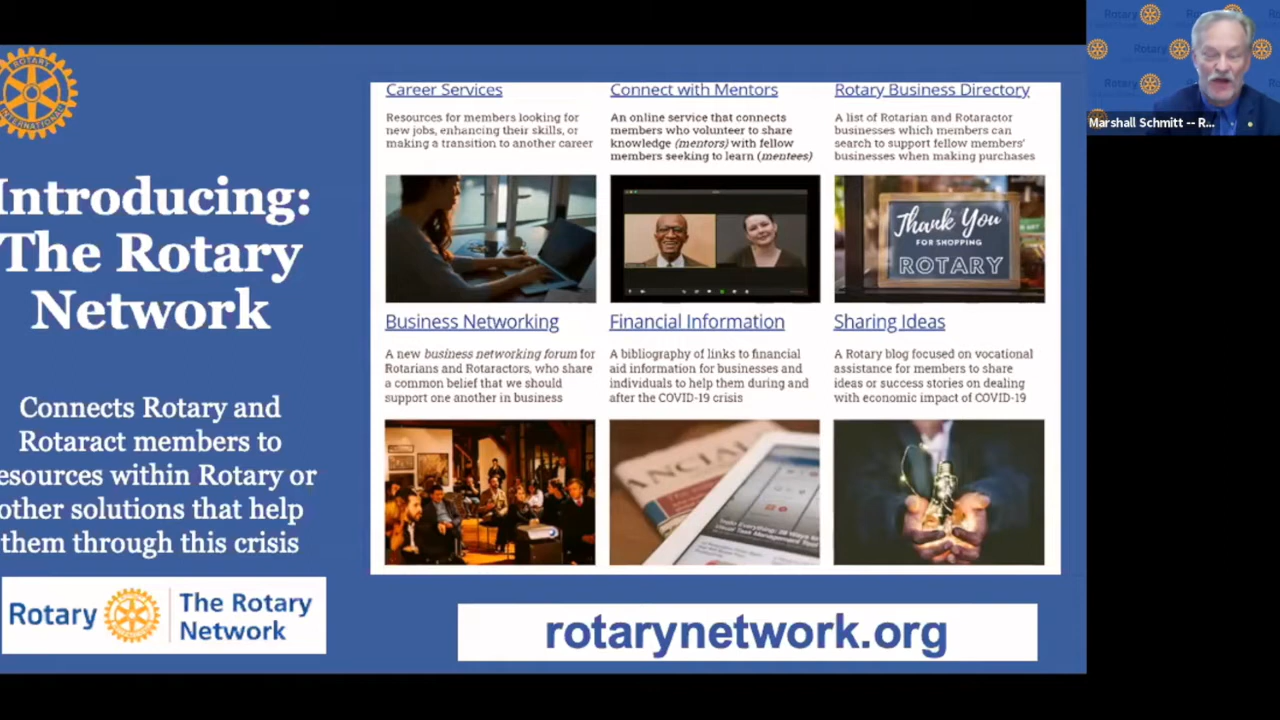 ROTARY
INTERNATIONAL
Introducing:
The Rotary
Network
Connects Rotary and
Rotaract members to
esources within Rotary or
other solutions that help
them through this crisis
Rotary
The Rotary
Network
Career Services
Resources for members looking for
new jobs, enhancing their skills, or
making a transition to another career
Connect with Mentors
An online service that connects
members who volunteer to share
knowledge (mentors) with fellow
members seeking to learn (mentees)
Rotary Business Directory
A list of Rotarian and Rotaractor
businesses which members can
search to support fellow members'
businesses when making purchases
Thank You
FOR SHOPPING
ROTARY
Business Networking
A new business networking forum for
Rotarians and Rotaractors, who share
a common belief that we should
support one another in business
Financial Information
A bibliography of links to financial
aid information for businesses and
individuals to help them during and
after the COVID-19 crisis
Sharing Ideas
A Rotary blog focused on vocational
assistance for members to share
ideas or success stories on dealing
with economic impact of COVID-19
ANCIAL
rotarynetwork.org
Rotary
Rotary
Rotary
Marshall Schmitt -- R...